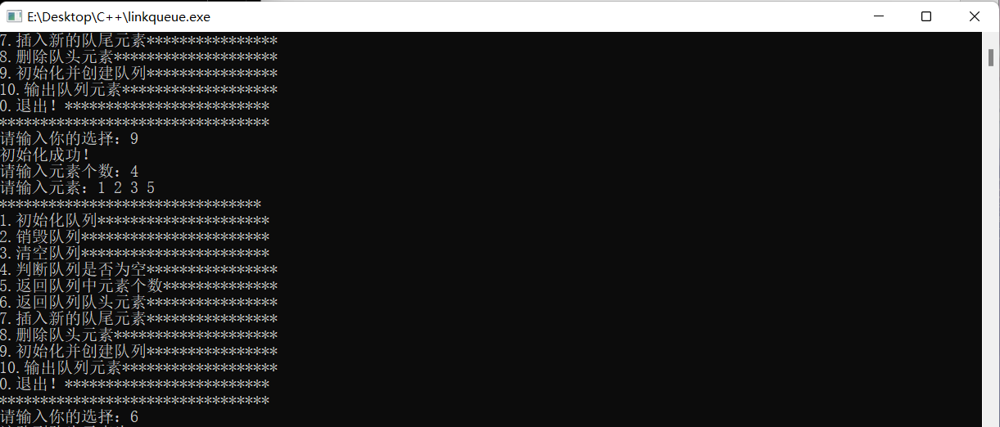 E:\Desktop\C++\linkqueue.exe
7.插入新的队尾元素****************
8.删除队头元素********************
9.初始化并创建队列****************
10.输出队列元素*******************
0.退出！*************************
*********************************
请输入你的选择：9
初始化成功！
请输入元素个数：4
请输入元素：1 2 3 5
********************************
1.初始化队列*********************
2.销毁队列***********************
3.清空队列***********************
4.判断队列是否为空****************
5.返回队列中元素个数**************
6.返回队列队头元素****************
7.插入新的队尾元素****************
8.删除队头元素********************
9.初始化并创建队列****************
10.输出队列元素*******************
0.退出！*************************
*********************************
请输入你的选择：6